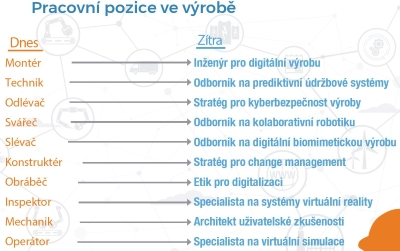 Pracovní pozice ve výrobě
Dnes Zítra
Montér Inženýr pro digitální výrobu
Technik Odborník na prediktivní údržbové systémy
Odlévač Stratég pro kyberbezpečnost výroby
Svářeč Odborník na kolaborativní robotiku
Slévač Odborník na digitální biomimetickou výrobu
Konstruktér Stratég pro change management
Obráběč Etik pro digitalizaci
Inspektor Specialista na systémy virtuální reality
Mechanik Architekt uživatelské zkušenosti
Operátor Specialista na virtuální simulace